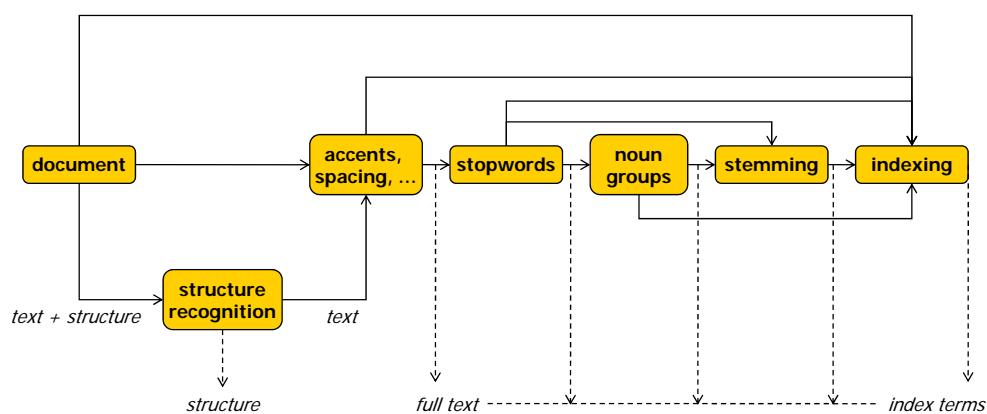 document
accents,
spacing, ...
stopwords
noun
groups
stemming
indexing
structure
recognition
text + structure
text
structure
full text
index terms